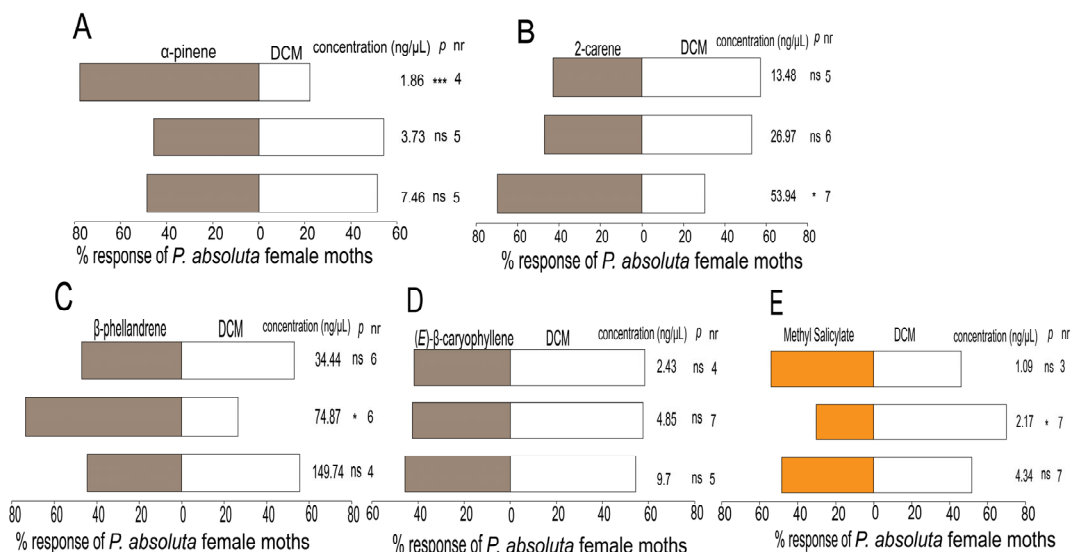 A
α-pinene DCM concentration (ng/µL) p nr
1.86 *** 4
3.73 ns 5
7.46 ns 5
80 60 40 20 0 20 40 60
% response of P. absoluta female moths
B
2-carene DCM concentration (ng/µL) p nr
13.48 ns 5
26.97 ns 6
53.94 * 7
80 60 40 20 0 20 40 60 80
% response of P. absoluta female moths
C
β-phellandrene DCM concentration (ng/µL) p nr
34.44 ns 6
74.87 * 6
149.74 ns 4
80 60 40 20 0 20 40 60 80
% response of P. absoluta female moths
D
(E)-β-caryophyllene DCM concentration (ng/µL) p nr
2.43 ns 4
4.85 ns 7
9.7 ns 5
60 40 20 0 20 40 60 80
% response of P. absoluta female moths
E
Methyl Salicylate DCM concentration (ng/µL) p nr
1.09 ns 3
2.17 * 7
4.34 ns 7
80 60 40 20 0 20 40 60 80
% response of P. absoluta female moths